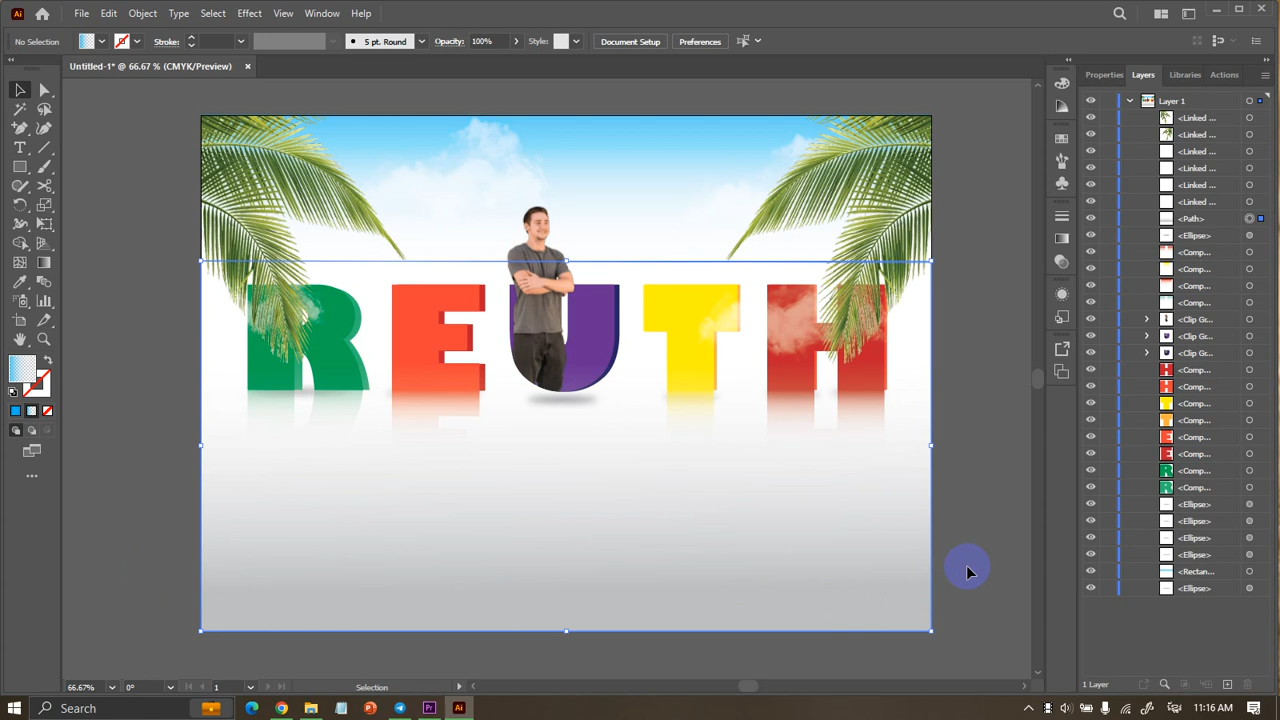 Ai File Edit Object Type Select Effect View Window Help
No Selection Stroke: 5 pt. Round Opacity: 100% Style: Document Setup Preferences
Untitled-1* @ 66.67 % (CMYK/Preview) ×
Properties Layers Libraries Actions
Layer 1
<Linked ...
<Linked ...
<Linked ...
<Linked ...
<Linked ...
<Linked ...
<Path>
<Ellipse>
<Comp...
<Comp...
<Comp...
<Comp...
<Clip Gr...
<Clip Gr...
<Clip Gr...
<Comp...
<Comp...
<Comp...
<Comp...
<Comp...
<Comp...
<Comp...
<Comp...
<Ellipse>
<Ellipse>
<Ellipse>
<Ellipse>
<Rectan...
<Ellipse>
REUTH
66.67% 0° 1 Selection
1 Layer
Search Pr Ai 11:16 AM